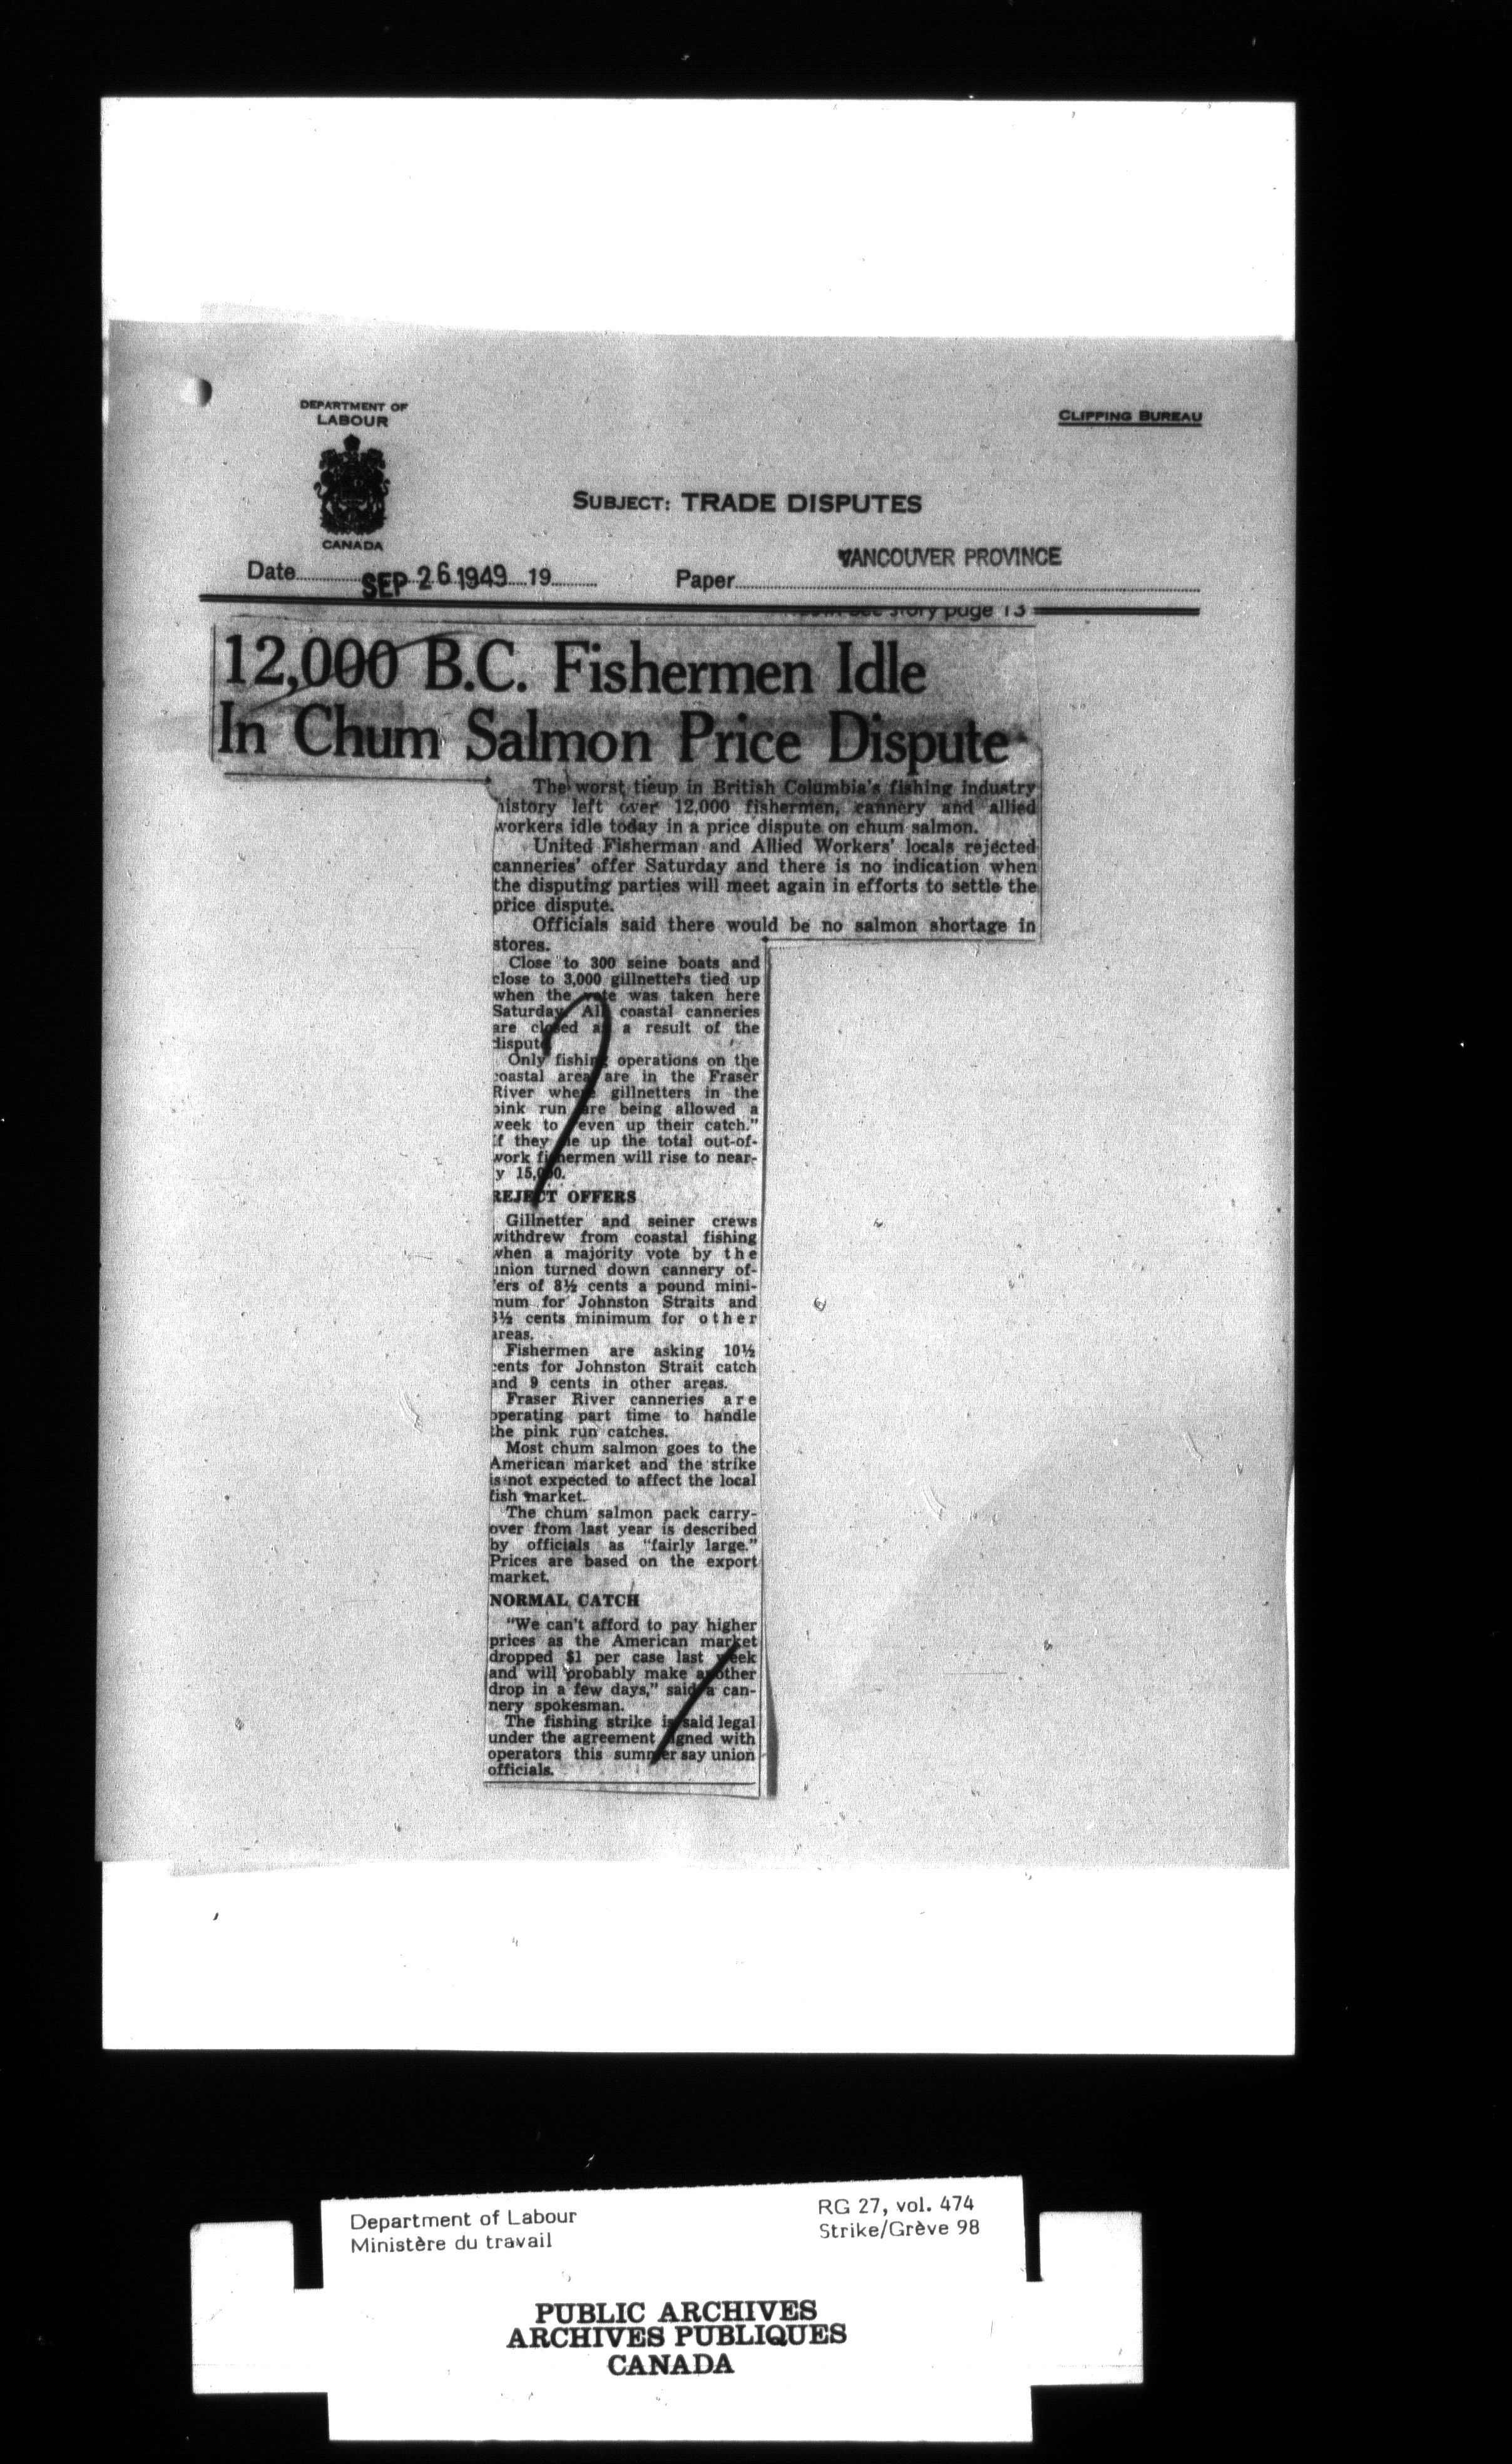 DEPARTMENT OF
LABOUR
CANADA
CLIPPING BUREAU
SUBJECT: TRADE DISPUTES
Date SEP 26 1949 19
Paper VANCOUVER PROVINCE
story page 13
12,000 B.C. Fishermen Idle
In Chum Salmon Price Dispute
The worst tieup in British Columbia's fishing industry
history left over 12,000 fishermen, cannery and allied
workers idle today in a price dispute on chum salmon.
United Fisherman and Allied Workers' locals rejected
canneries' offer Saturday and there is no indication when
the disputing parties will meet again in efforts to settle the
price dispute.
Officials said there would be no salmon shortage in
stores.
Close to 300 seine boats and
close to 3,000 gillnetters tied up
when the vote was taken here
Saturday. All coastal canneries
are closed as a result of the
dispute
Only fishing operations on the
coastal area are in the Fraser
River where gillnetters in the
pink run are being allowed a
week to "even up their catch."
If they tie up the total out-of-
work fishermen will rise to near-
ly 15,000.
REJECT OFFERS
Gillnetter and seiner crews
withdrew from coastal fishing
when a majority vote by the
union turned down cannery of-
fers of 8½ cents a pound mini-
mum for Johnston Straits and
½ cents minimum for other
areas.
Fishermen are asking 10½
cents for Johnston Strait catch
and 9 cents in other areas.
Fraser River canneries are
operating part time to handle
the pink run catches.
Most chum salmon goes to the
American market and the strike
is not expected to affect the local
fish market.
The chum salmon pack carry-
over from last year is described
by officials as "fairly large."
Prices are based on the export
market.
NORMAL CATCH
"We can't afford to pay higher
prices as the American market
dropped $1 per case last week
and will probably make another
drop in a few days," said a can-
nery spokesman.
The fishing strike is said legal
under the agreement signed with
operators this summer say union
officials.
Department of Labour
Ministère du travail
RG 27, vol. 474
Strike/Grève 98
PUBLIC ARCHIVES
ARCHIVES PUBLIQUES
CANADA